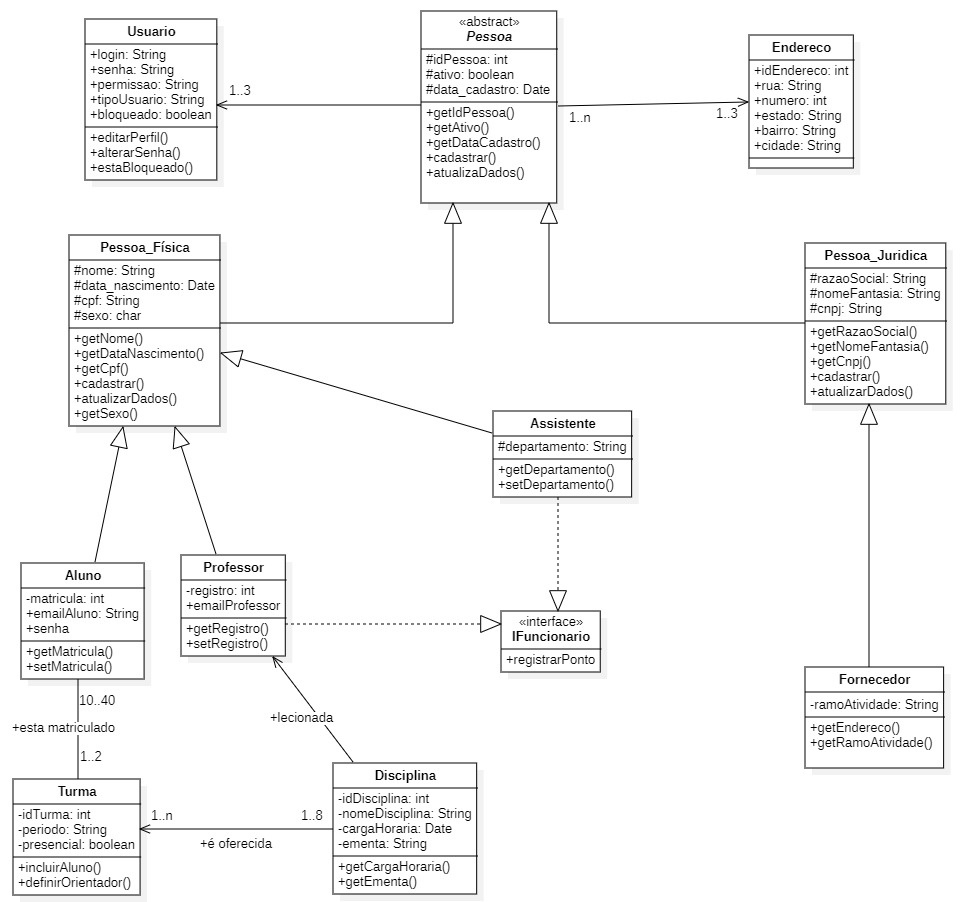 Usuario
+login: String
+senha: String
+permissao: String
+tipoUsuario: String
+bloqueado: boolean
+editarPerfil()
+alterarSenha()
+estaBloqueado()
1..3
«abstract»
Pessoa
#idPessoa: int
#ativo: boolean
#data_cadastro: Date
+getIdPessoa()
+getAtivo()
+getDataCadastro()
+cadastrar()
+atualizaDados()
1..n
1..3
Endereco
+idEndereco: int
+rua: String
+numero: int
+estado: String
+bairro: String
+cidade: String
Pessoa_Física
#nome: String
#data_nascimento: Date
#cpf: String
#sexo: char
+getNome()
+getDataNascimento()
+getCpf()
+cadastrar()
+atualizarDados()
+getSexo()
Pessoa_Juridica
#razaoSocial: String
#nomeFantasia: String
#cnpj: String
+getRazaoSocial()
+getNomeFantasia()
+getCnpj()
+cadastrar()
+atualizarDados()
Assistente
#departamento: String
+getDepartamento()
+setDepartamento()
Aluno
-matricula: int
+emailAluno: String
+senha
+getMatricula()
+setMatricula()
Professor
-registro: int
+emailProfessor
+getRegistro()
+setRegistro()
«interface»
IFuncionario
+registrarPonto
Fornecedor
-ramoAtividade: String
+getEndereco()
+getRamoAtividade()
10..40
+esta matriculado
1..2
+lecionada
Turma
-idTurma: int
-periodo: String
-presencial: boolean
+incluirAluno()
+definirOrientador()
1..n
1..8
+é oferecida
Disciplina
-idDisciplina: int
-nomeDisciplina: String
-cargaHoraria: Date
-ementa: String
+getCargaHoraria()
+getEmenta()